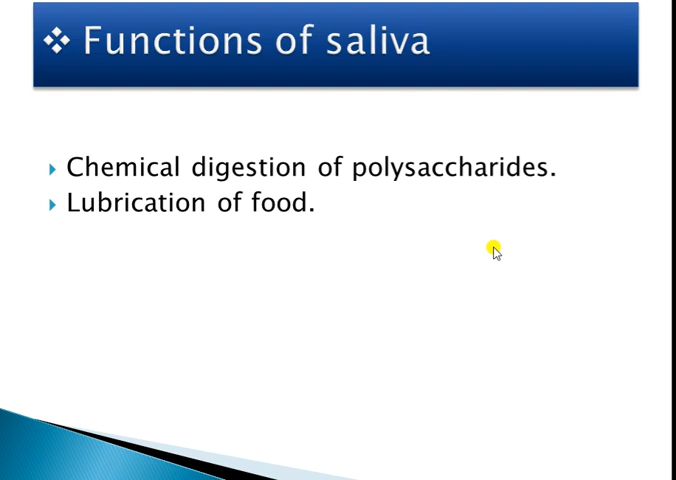 ❖ Functions of saliva
Chemical digestion of polysaccharides.
Lubrication of food.